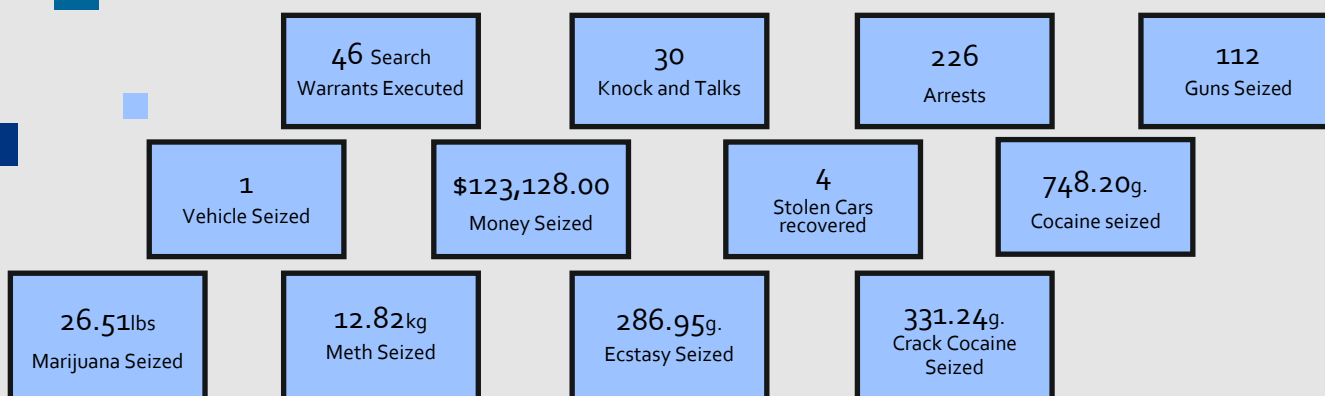 46 Search
Warrants Executed
30
Knock and Talks
226
Arrests
112
Guns Seized
1
Vehicle Seized
$123,128.00
Money Seized
4
Stolen Cars
recovered
748.20g.
Cocaine seized
26.51lbs
Marijuana Seized
12.82kg
Meth Seized
286.95g.
Ecstasy Seized
331.24g.
Crack Cocaine
Seized